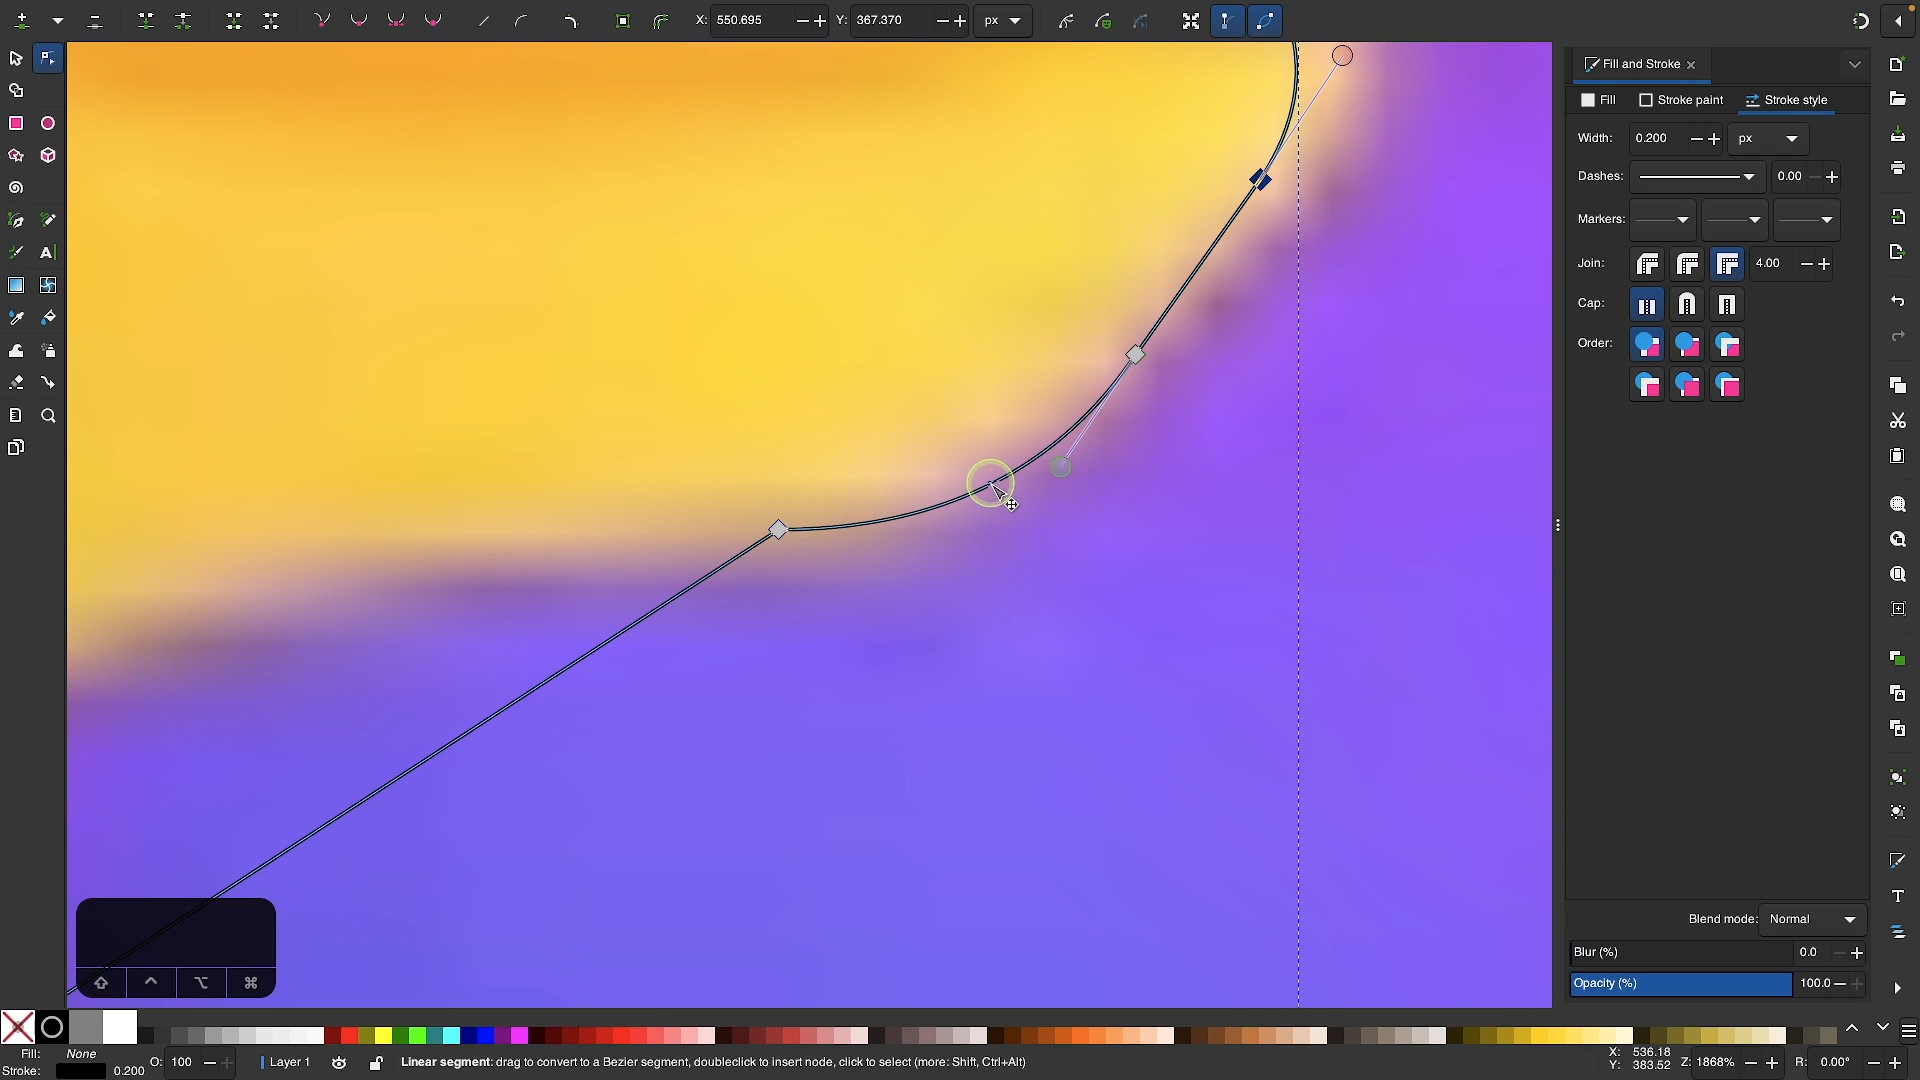 X: 550.695
Y: 367.370
px
Fill and Stroke
Fill
Stroke paint
Stroke style
Width: 0.200
px
Dashes:
0.00
Markers:
Join:
4.00
Cap:
Order:
Blend mode: Normal
Blur (%) 0.0
Opacity (%) 100.0
Fill: None
Stroke: 0.200
O: 100
Layer 1
Linear segment: drag to convert to a Bezier segment, doubleclick to insert node, click to select (more: Shift, Ctrl+Alt)
X: 536.18
Y: 383.52
Z: 1868%
R: 0.00°